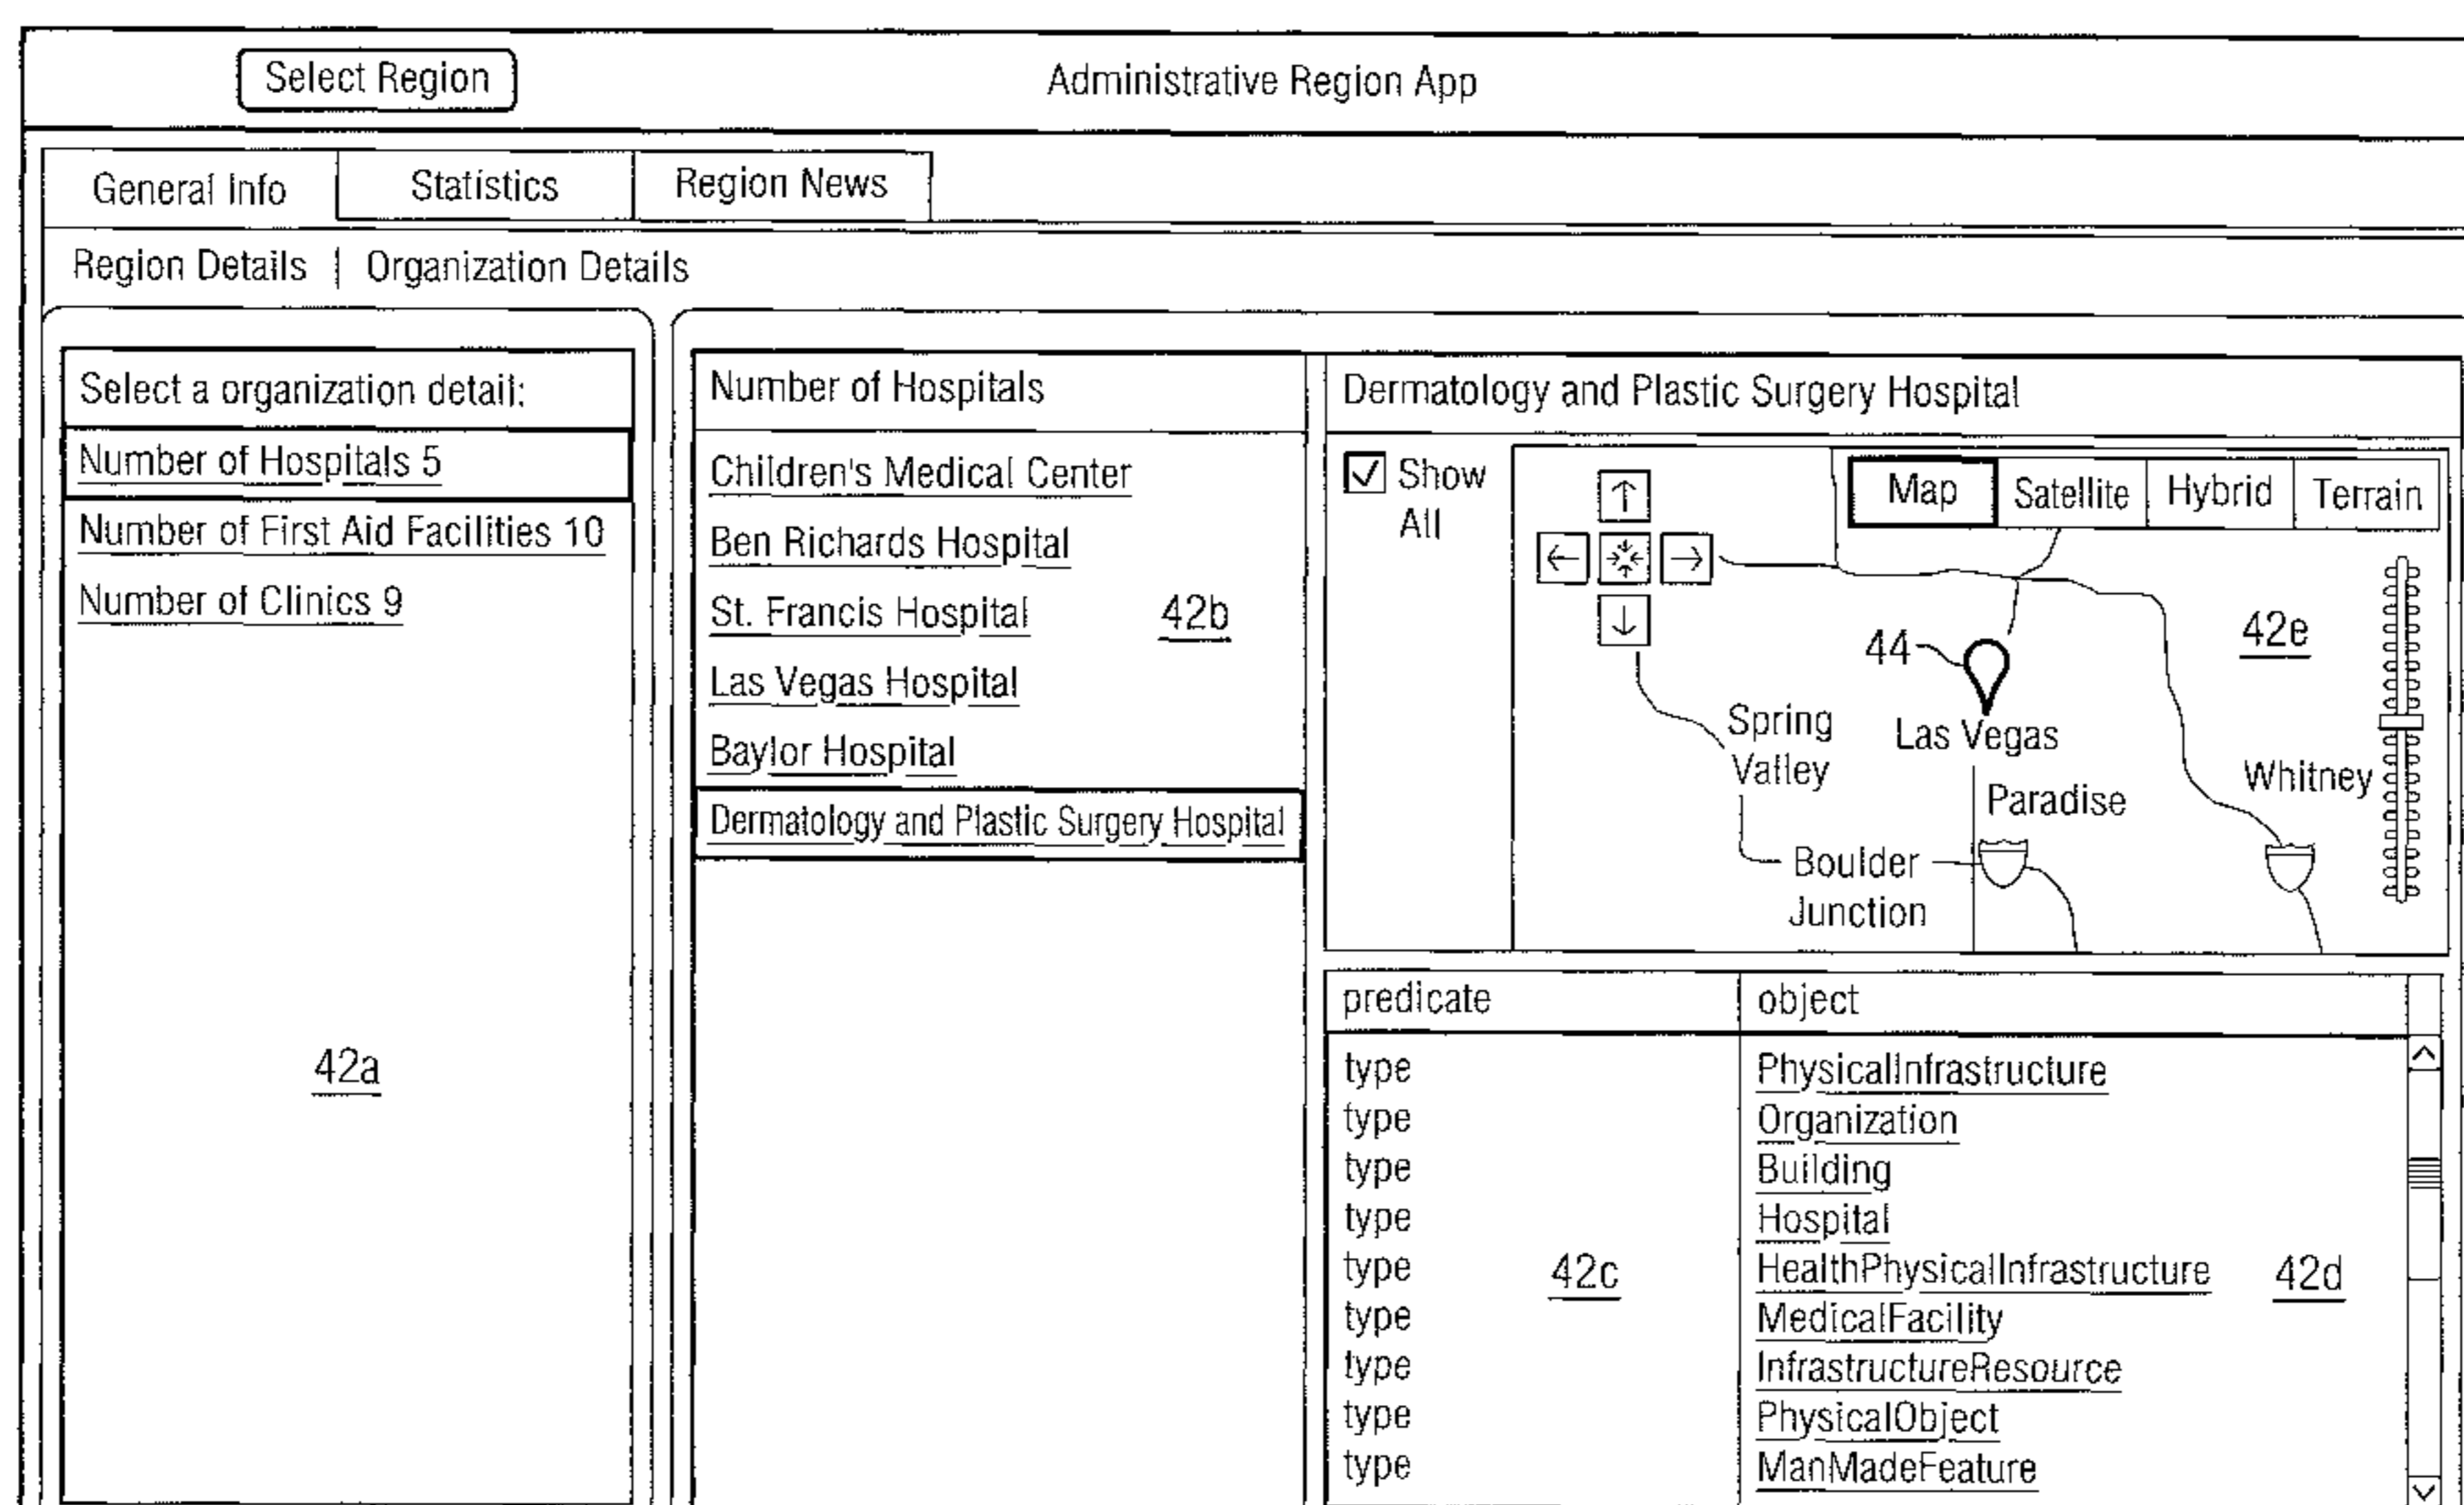 Select Region
Administrative Region App
General Info
Statistics
Region News
Region Details | Organization Details
Select a organization detail:
Number of Hospitals 5
Number of First Aid Facilities 10
Number of Clinics 9
42a
Number of Hospitals
Children's Medical Center
Ben Richards Hospital
St. Francis Hospital
42b
Las Vegas Hospital
Baylor Hospital
Dermatology and Plastic Surgery Hospital
Dermatology and Plastic Surgery Hospital
Show
All
Map
Satellite
Hybrid
Terrain
42e
44
Spring
Valley
Las Vegas
Whitney
Paradise
Boulder
Junction
predicate
object
type
PhysicalInfrastructure
type
Organization
type
Building
type
Hospital
type
42c
HealthPhysicalInfrastructure
42d
type
MedicalFacility
type
InfrastructureResource
type
PhysicalObject
type
ManMadeFeature